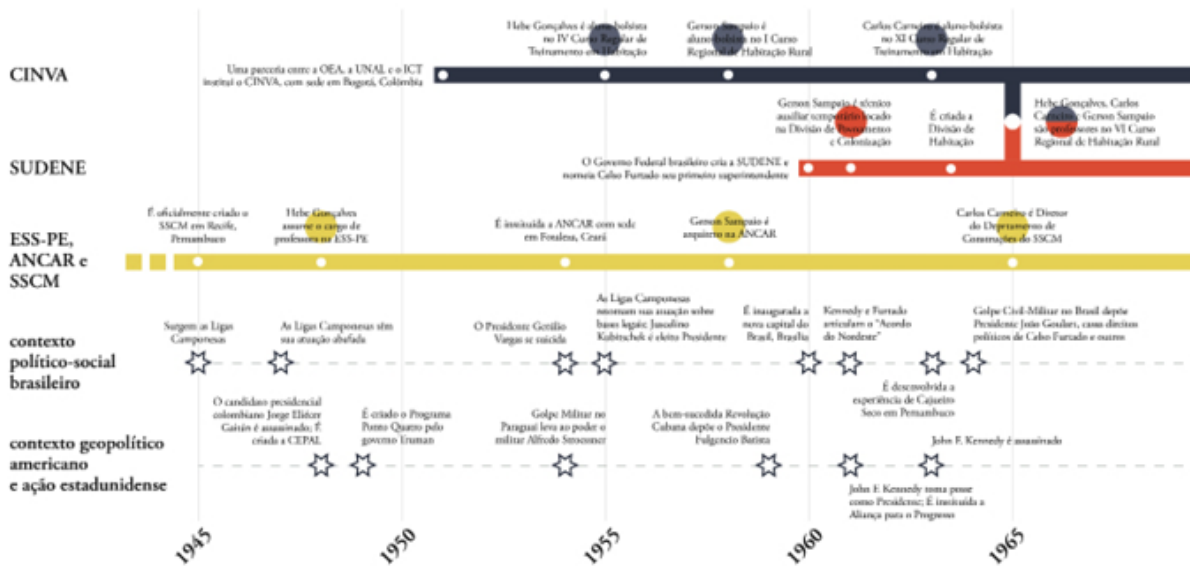 Hebe Gonçalves é aluno-bolsista
no IV Curso Regular de
Treinamento em Habitação
Gerson Sampaio é
aluno-bolsista no I Curso
Regional de Habitação Rural
Carlos Carneiro é aluno-bolsista
no XI Curso Regular de
Treinamento em Habitação
CINVA
Uma parceria entre a OEA, a UNAL e o ICT
institui o CINVA, com sede em Bogotá, Colômbia
Gerson Sampaio é técnico
auxiliar temporário locado
na Divisão de Povoamento
e Colonização
É criada a
Divisão de
Habitação
Hebe Gonçalves, Carlos
Carneiro e Gerson Sampaio
são professores no VI Curso
Regional de Habitação Rural
SUDENE
O Governo Federal brasileiro cria a SUDENE e
nomeia Celso Furtado seu primeiro superintendente
ESS-PE,
ANCAR e
SSCM
É oficialmente criado o
SSCM em Recife,
Pernambuco
Hebe Gonçalves
assume o cargo de
professora na ESS-PE
É instituída a ANCAR com sede
em Fortaleza, Ceará
Gerson Sampaio é
arquiteto na ANCAR
Carlos Carneiro é Diretor
do Departamento de
Construções do SSCM
contexto
político-social
brasileiro
Surgem as Ligas
Camponesas
As Ligas Camponesas têm
sua atuação abafada
O Presidente Getúlio
Vargas se suicida
As Ligas Camponesas
retomam sua atuação sobre
bases legais; Juscelino
Kubitschek é eleito Presidente
É inaugurada a
nova capital do
Brasil, Brasília
Kennedy e Furtado
articulam o "Acordo
do Nordeste"
É desenvolvida a
experiência de Cajueiro
Seco em Pernambuco
Golpe Civil-Militar no Brasil depõe
Presidente João Goulart, cassa direitos
políticos de Celso Furtado e outros
contexto geopolítico
americano
e ação estadunidense
O candidato presidencial
colombiano Jorge Eliécer
Gaitán é assassinado; É
criada a CEPAL
É criado o Programa
Ponto Quatro pelo
governo Truman
Golpe Militar no
Paraguai leva ao poder o
militar Alfredo Stroessner
A bem-sucedida Revolução
Cubana depõe o Presidente
Fulgencio Batista
John F. Kennedy toma posse
como Presidente; É instituída a
Aliança para o Progresso
John F. Kennedy é assassinado
1945
1950
1955
1960
1965